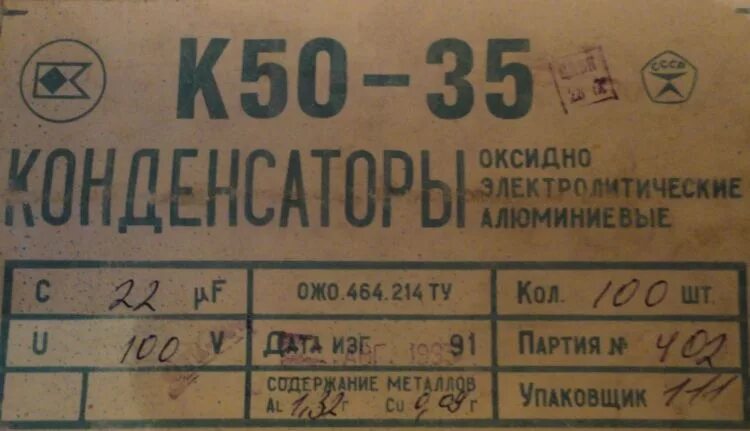 К50-35
СССР
КОНДЕНСАТОРЫ
ОКСИДНО
ЭЛЕКТРОЛИТИЧЕСКИЕ
АЛЮМИНИЕВЫЕ
C 22 µF
ОЖО.464.214 ТУ
Кол. 100 шт.
U 100 V
Дата изг. 91
Партия № 402
СОДЕРЖАНИЕ МЕТАЛЛОВ
Al 1,32 г Cu 0,09 г
Упаковщик 111